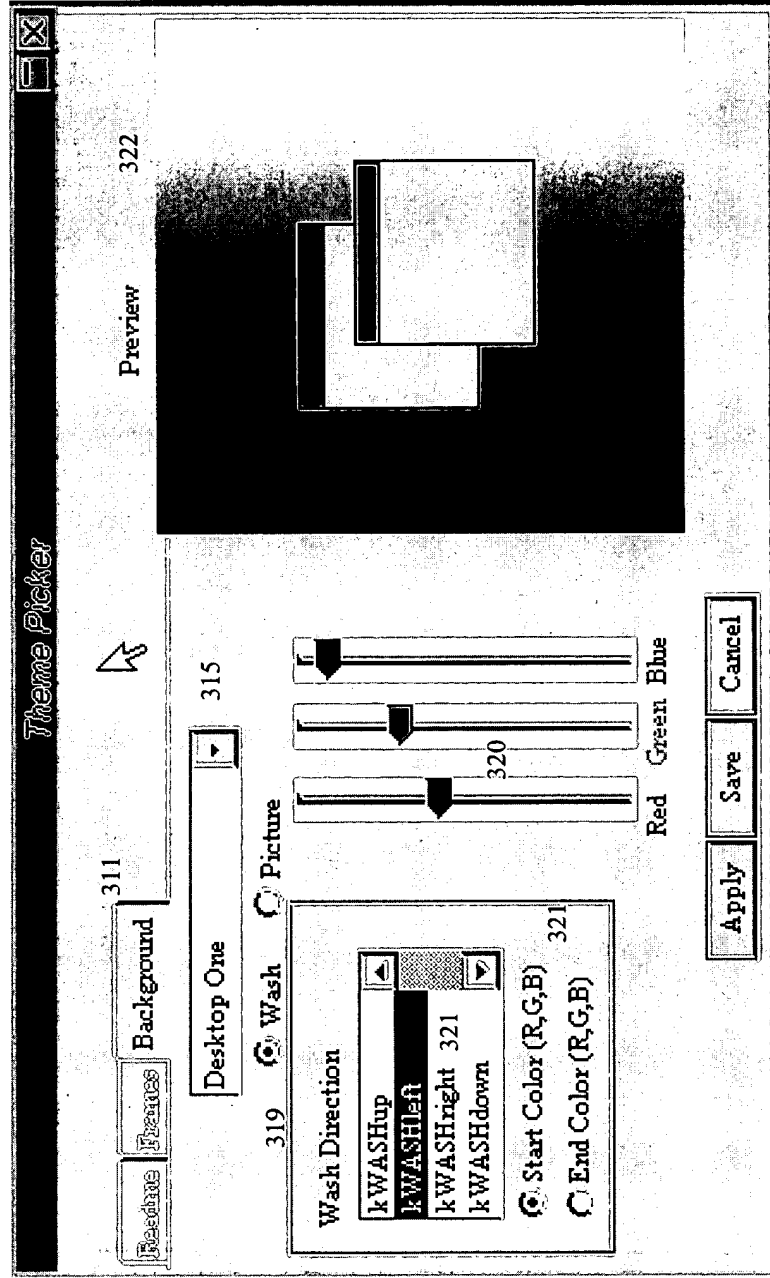 Theme Picker
Readme Frames Background 311
Preview 322
Desktop One 315
319 Wash Picture
Wash Direction
kWASHup
kWASHleft
kWASHright 321
kWASHdown
Start Color (R,G,B)
321
End Color (R,G,B)
320
Red Green Blue
Apply Save Cancel